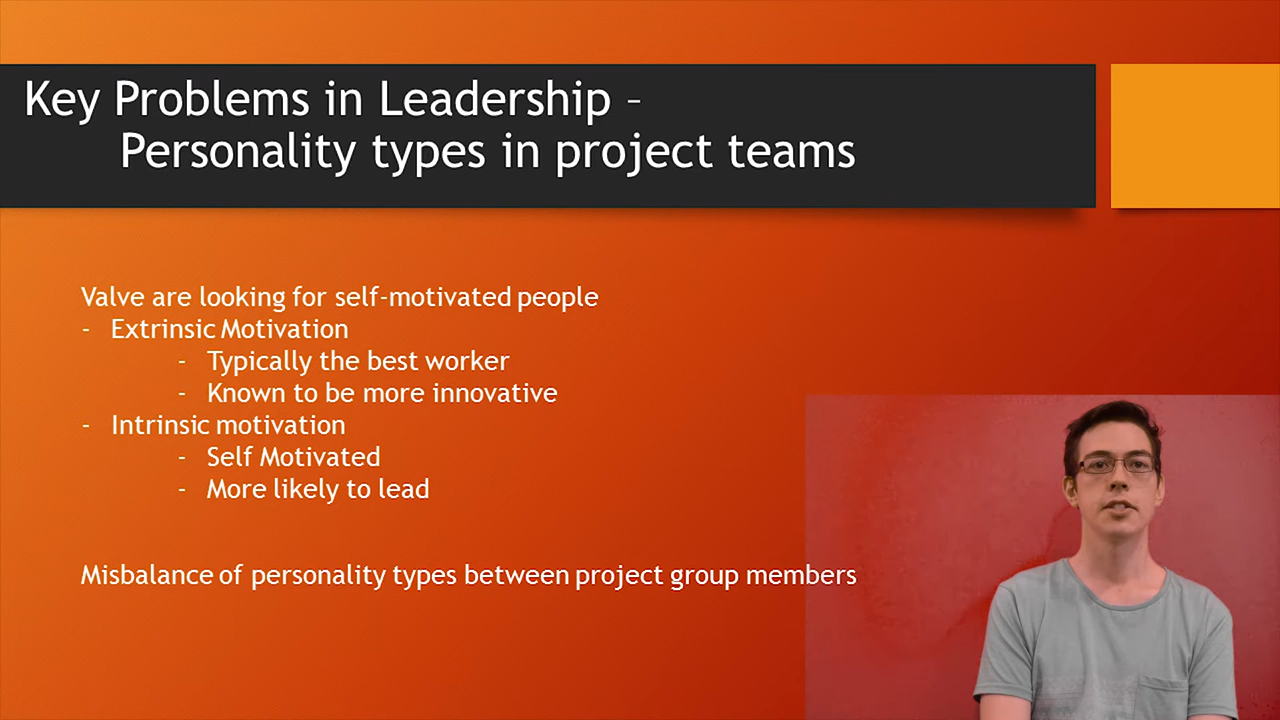 Key Problems in Leadership –
Personality types in project teams
Valve are looking for self-motivated people
- Extrinsic Motivation
- Typically the best worker
- Known to be more innovative
- Intrinsic motivation
- Self Motivated
- More likely to lead
Misbalance of personality types between project group members